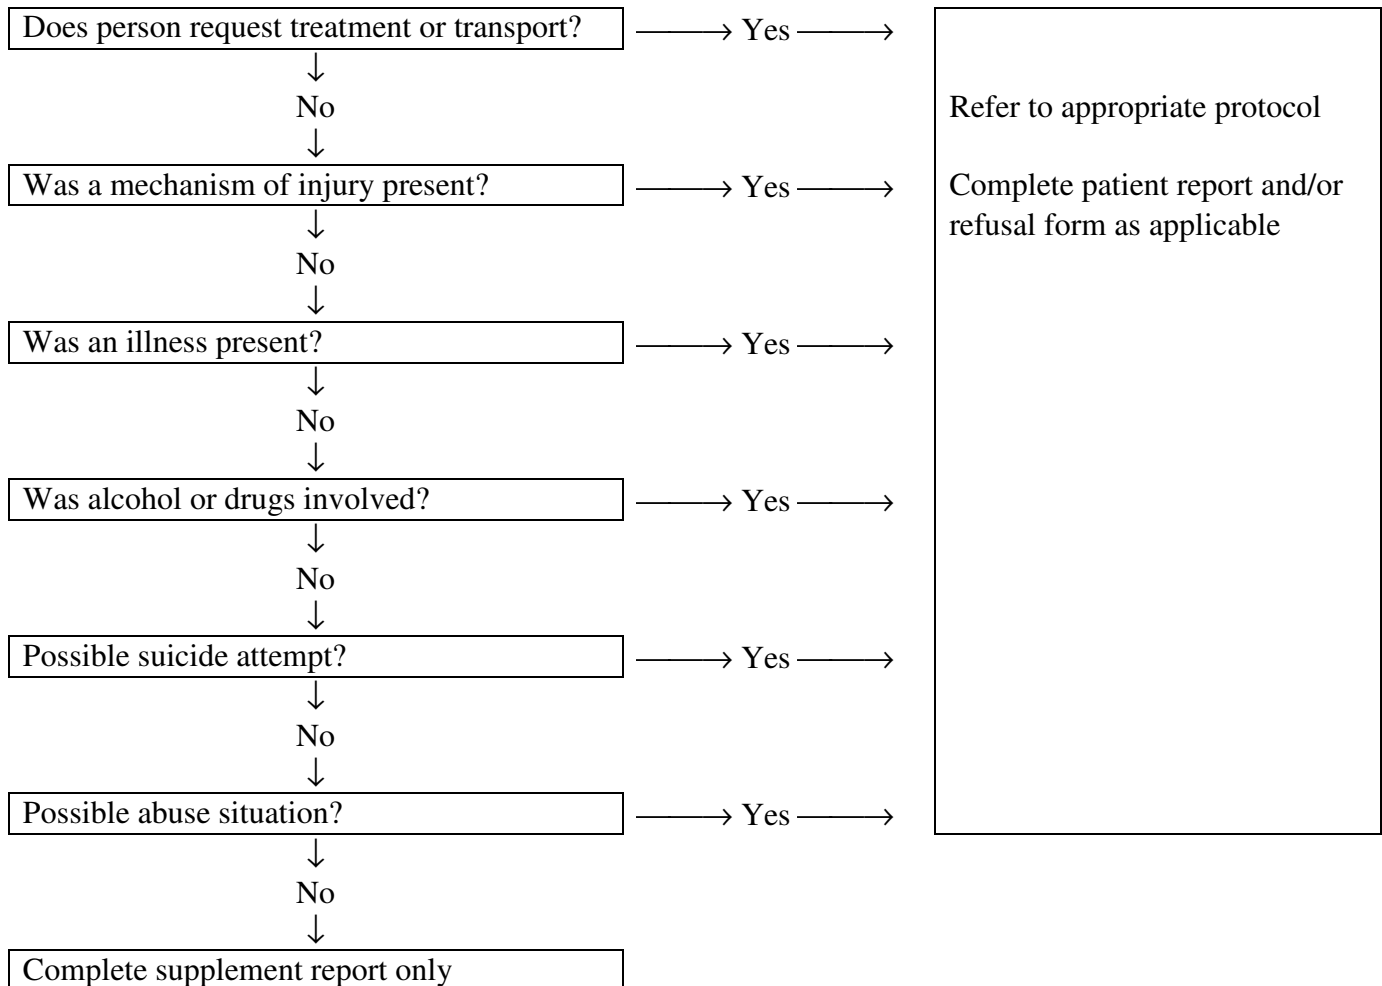 Does person request treatment or transport?
Yes
No
Refer to appropriate protocol
Was a mechanism of injury present?
Yes
Complete patient report and/or
refusal form as applicable
No
Was an illness present?
Yes
No
Was alcohol or drugs involved?
Yes
No
Possible suicide attempt?
Yes
No
Possible abuse situation?
Yes
No
Complete supplement report only